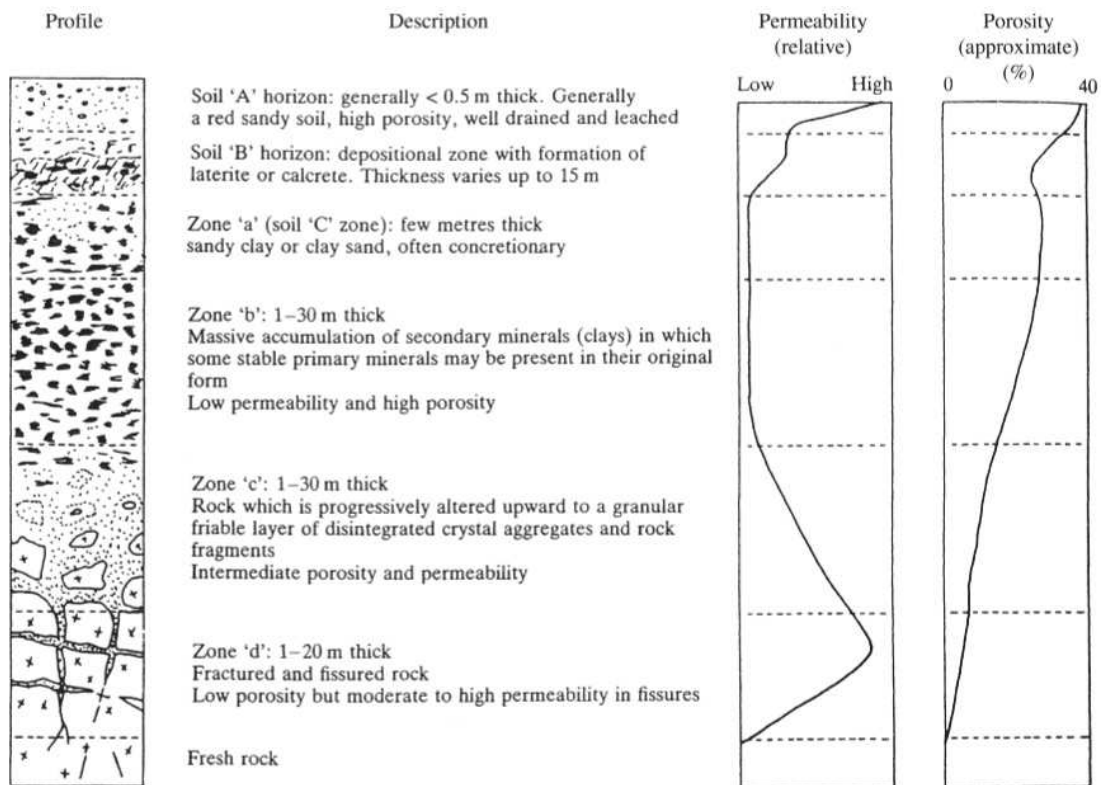 Profile
Description
Permeability
(relative)
Porosity
(approximate)
(%)
Low High
0 40
Soil ‘A’ horizon: generally < 0.5 m thick. Generally
a red sandy soil, high porosity, well drained and leached
Soil ‘B’ horizon: depositional zone with formation of
laterite or calcrete. Thickness varies up to 15 m
Zone ‘a’ (soil ‘C’ zone): few metres thick
sandy clay or clay sand, often concretionary
Zone ‘b’: 1–30 m thick
Massive accumulation of secondary minerals (clays) in which
some stable primary minerals may be present in their original
form
Low permeability and high porosity
Zone ‘c’: 1–30 m thick
Rock which is progressively altered upward to a granular
friable layer of disintegrated crystal aggregates and rock
fragments
Intermediate porosity and permeability
Zone ‘d’: 1–20 m thick
Fractured and fissured rock
Low porosity but moderate to high permeability in fissures
Fresh rock